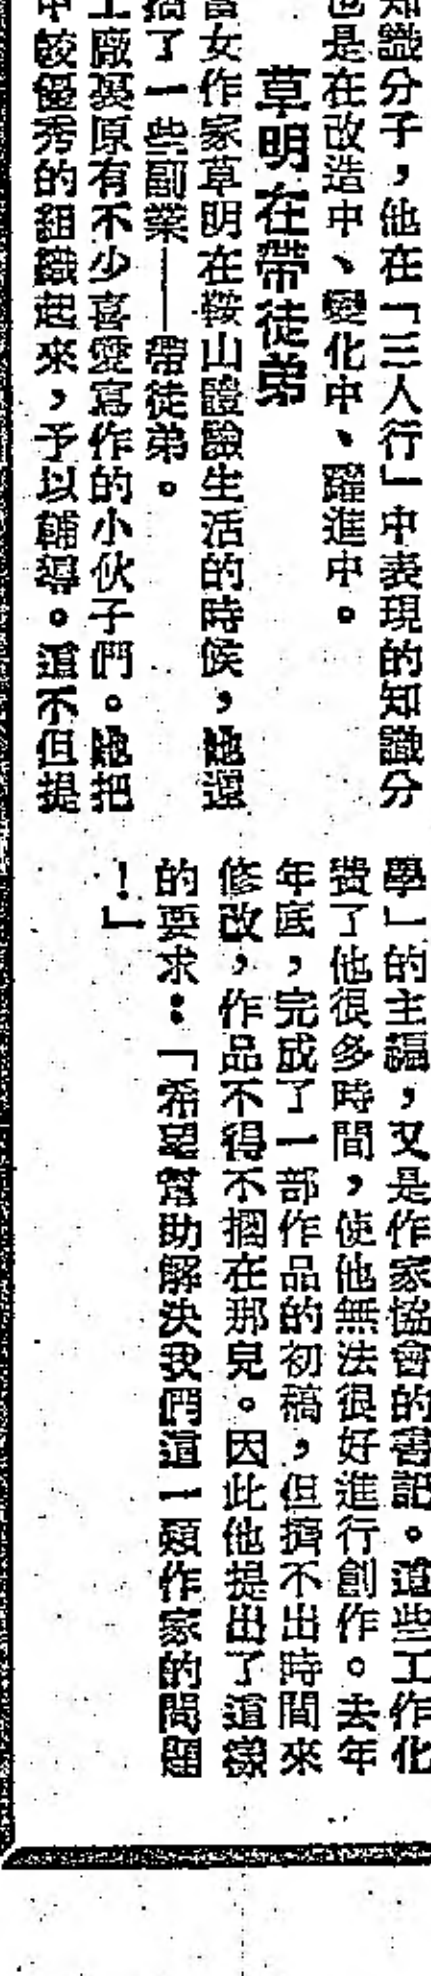 知識分子，他在「三人行」中表現的知識分
也是在改造中、變化中、躍進中。
草明在帶徒弟
當女作家草明在鞍山體驗生活的時候，她還
搞了一些副業——帶徒弟。
工廠裏原有不少喜愛寫作的小伙子們。她把
中較優秀的組織起來，予以輔導。這不但提
學」的主編，又是作家協會的書記。這些工作化
費了他很多時間，使他無法很好進行創作。去年
年底，完成了一部作品的初稿，但擠不出時間來
修改，作品不得不擱在那兒。因此他提出了這樣
的要求：「希望幫助解決我們這一類作家的問題
！」